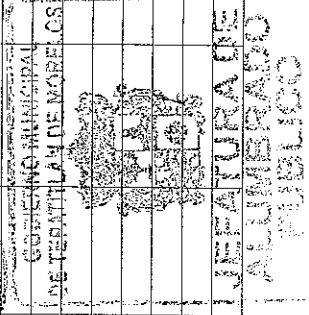 GOBIERNO MUNICIPAL
DE TEPATITLAN DE MORELOS
JEFATURA DE
ALUMBRADO
PUBLICO